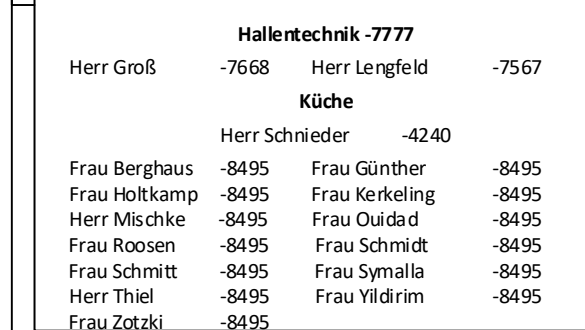 Hallentechnik -7777
Herr Groß -7668 Herr Lengfeld -7567
Küche
Herr Schnieder -4240
Frau Berghaus -8495 Frau Günther -8495
Frau Holtkamp -8495 Frau Kerkeling -8495
Herr Mischke -8495 Frau Ouidad -8495
Frau Roosen -8495 Frau Schmidt -8495
Frau Schmitt -8495 Frau Symalla -8495
Herr Thiel -8495 Frau Yildirim -8495
Frau Zotzki -8495